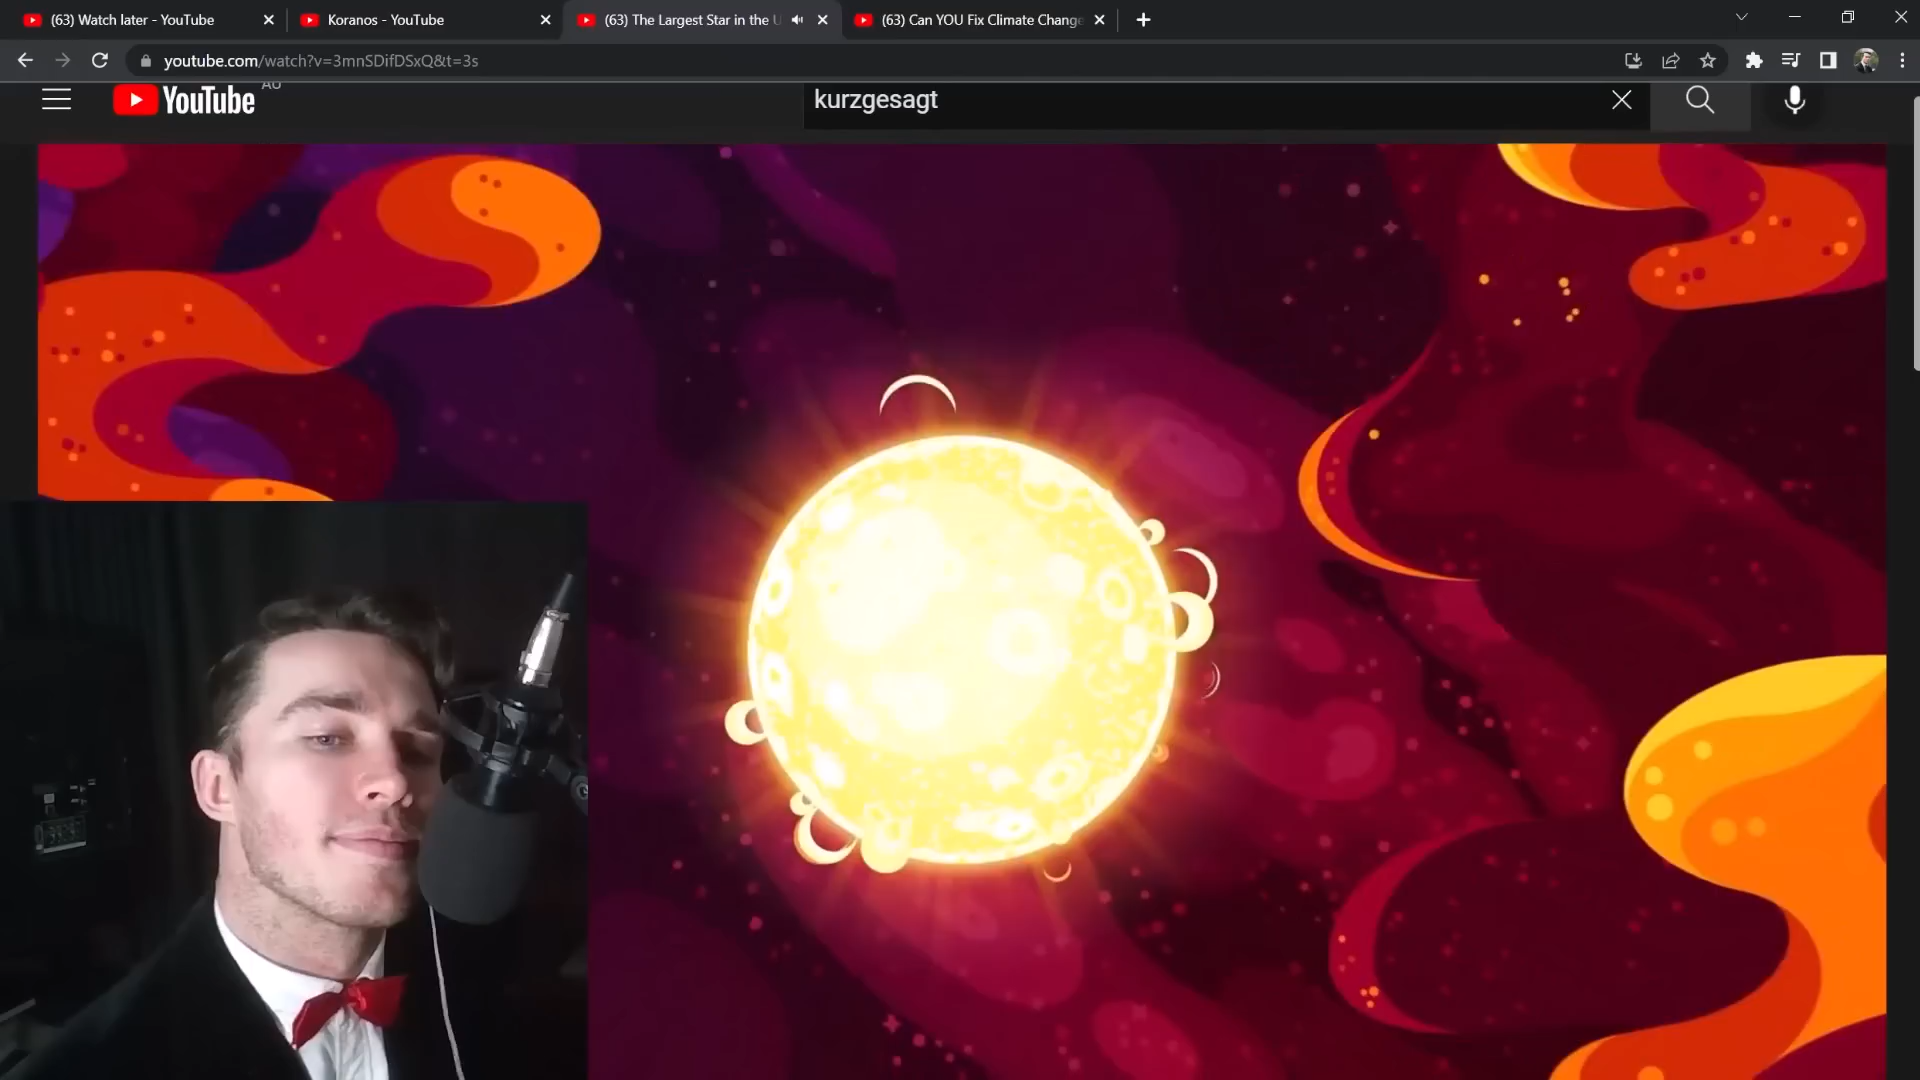 (63) Watch later - YouTube
Koranos - YouTube
(63) The Largest Star in the U
(63) Can YOU Fix Climate Change
youtube.com/watch?v=3mnSDifDSxQ&t=3s
YouTube
AU
kurzgesagt